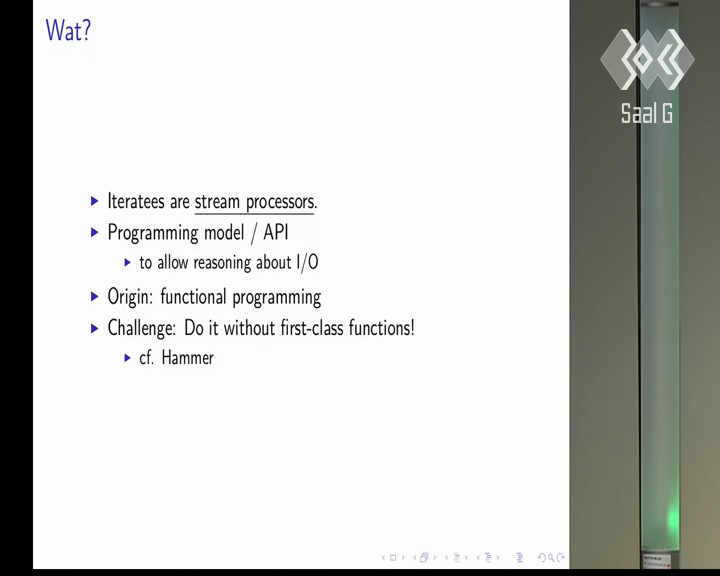 Wat?
Iteratees are stream processors.
Programming model / API
to allow reasoning about I/O
Origin: functional programming
Challenge: Do it without first-class functions!
cf. Hammer
Saal G